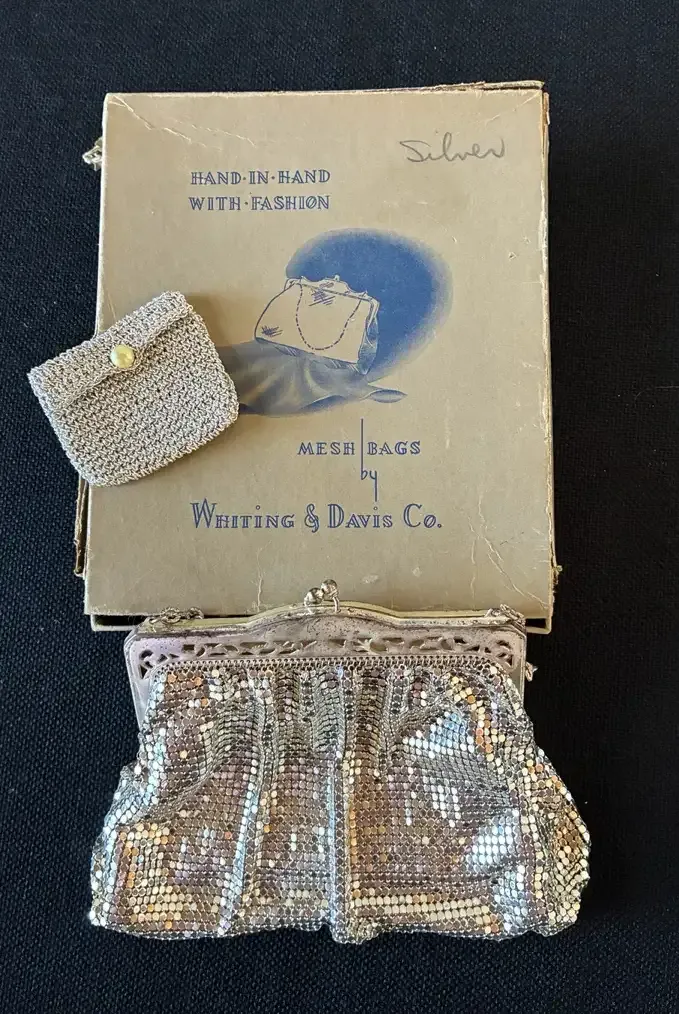 Silver
HAND·IN·HAND
WITH·FASHION
MESH BAGS
by
WHITING & DAVIS CO.